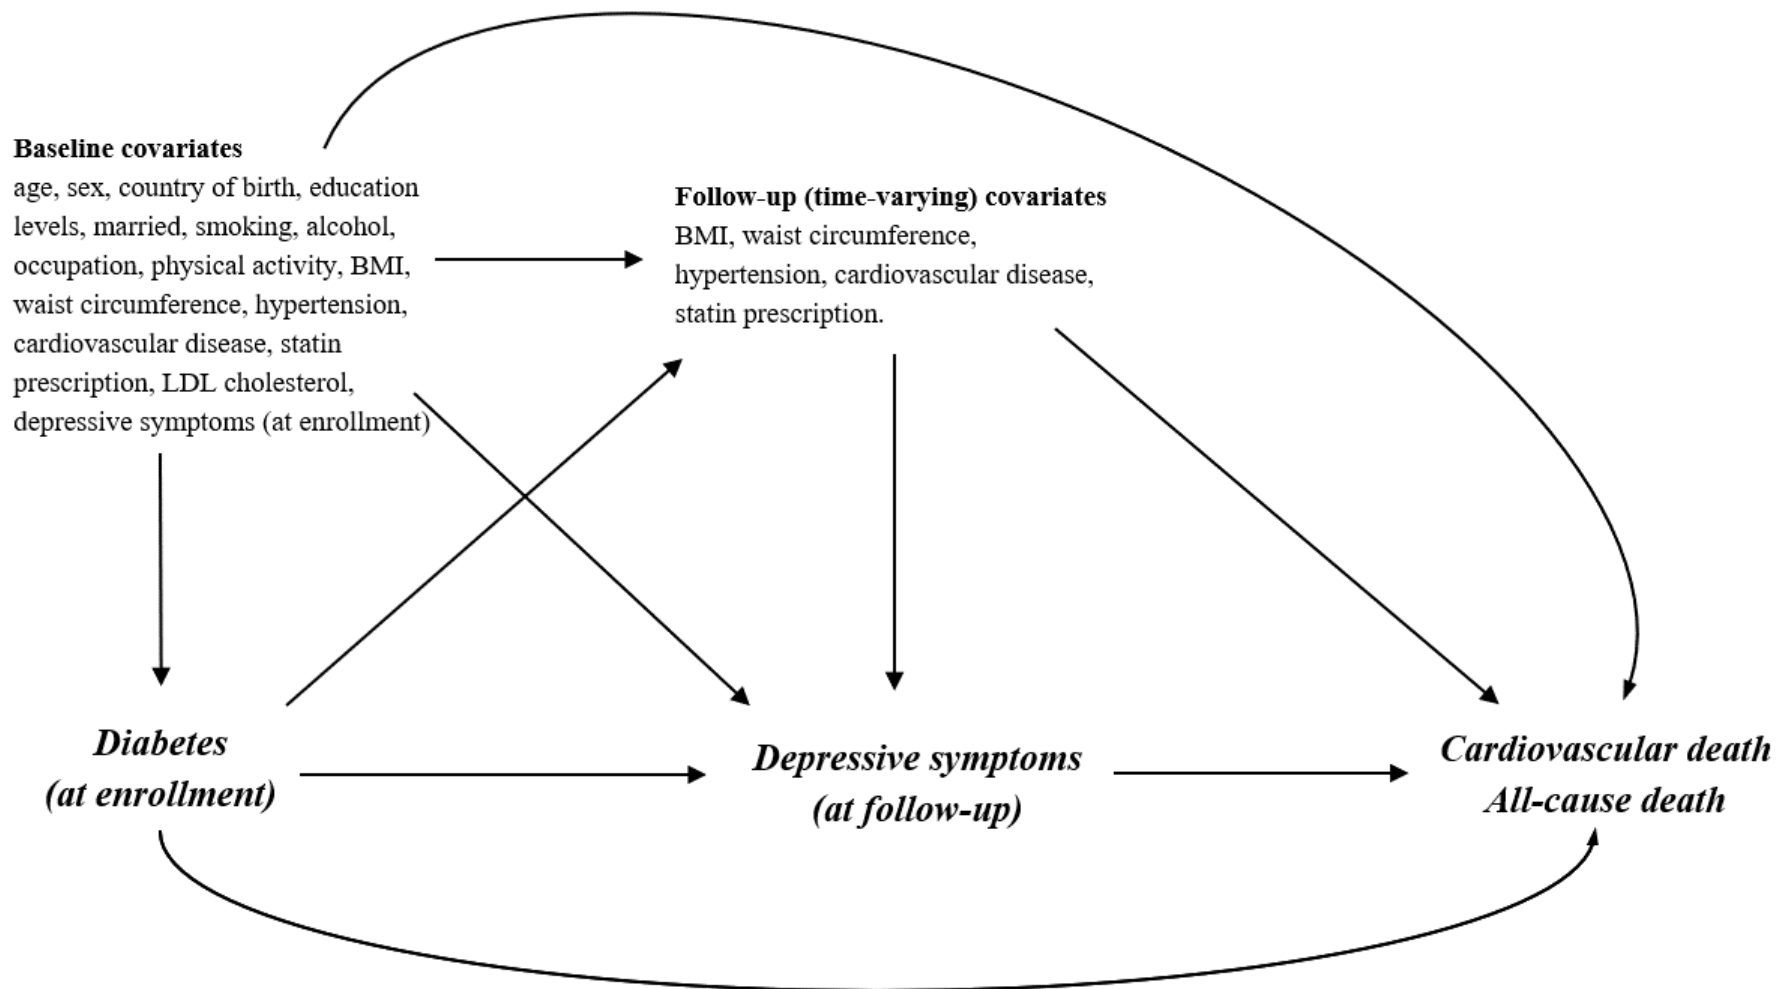 Baseline covariates
age, sex, country of birth, education
levels, married, smoking, alcohol,
occupation, physical activity, BMI,
waist circumference, hypertension,
cardiovascular disease, statin
prescription, LDL cholesterol,
depressive symptoms (at enrollment)
Follow-up (time-varying) covariates
BMI, waist circumference,
hypertension, cardiovascular disease,
statin prescription.
Diabetes
(at enrollment)
Depressive symptoms
(at follow-up)
Cardiovascular death
All-cause death